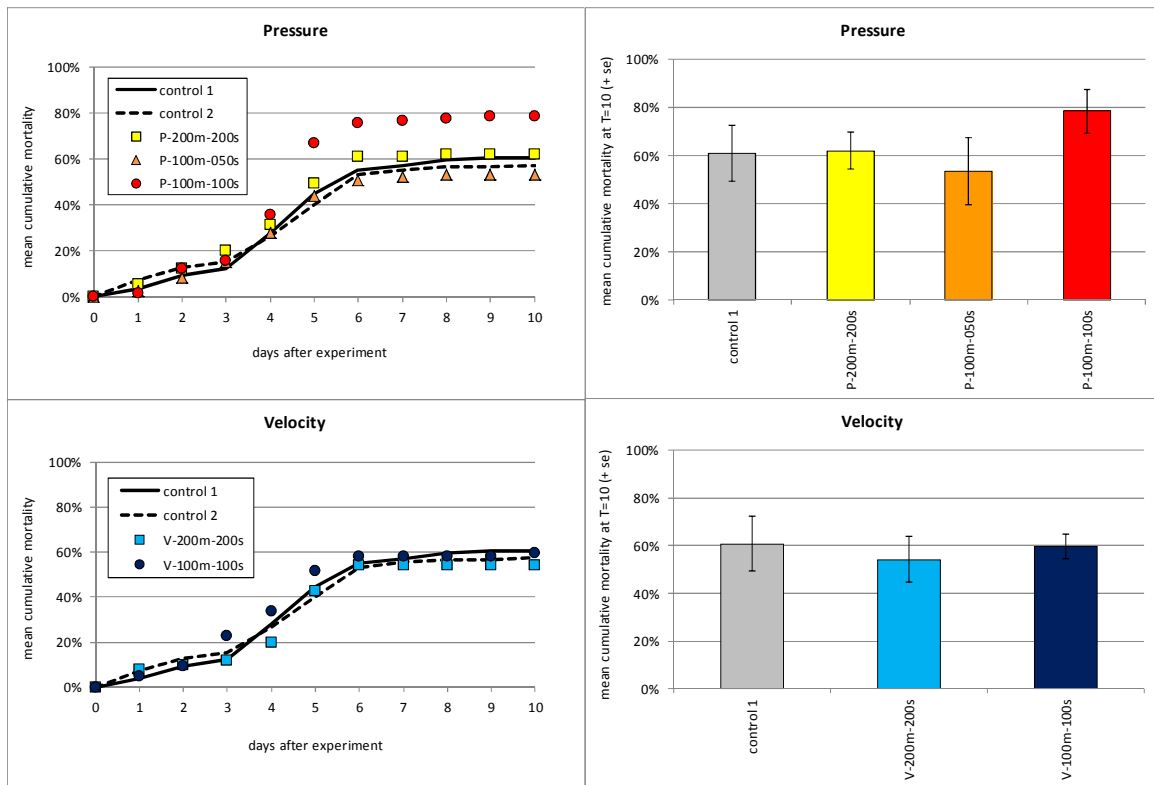 Pressure
mean cumulative mortality
100%
80%
60%
40%
20%
0%
control 1
control 2
P-200m-200s
P-100m-050s
P-100m-100s
0 1 2 3 4 5 6 7 8 9 10
days after experiment
Pressure
mean cumulative mortality at T=10 (+ se)
100%
80%
60%
40%
20%
0%
control 1
P-200m-200s
P-100m-050s
P-100m-100s
Velocity
mean cumulative mortality
100%
80%
60%
40%
20%
0%
control 1
control 2
V-200m-200s
V-100m-100s
0 1 2 3 4 5 6 7 8 9 10
days after experiment
Velocity
mean cumulative mortality at T=10 (+ se)
100%
80%
60%
40%
20%
0%
control 1
V-200m-200s
V-100m-100s